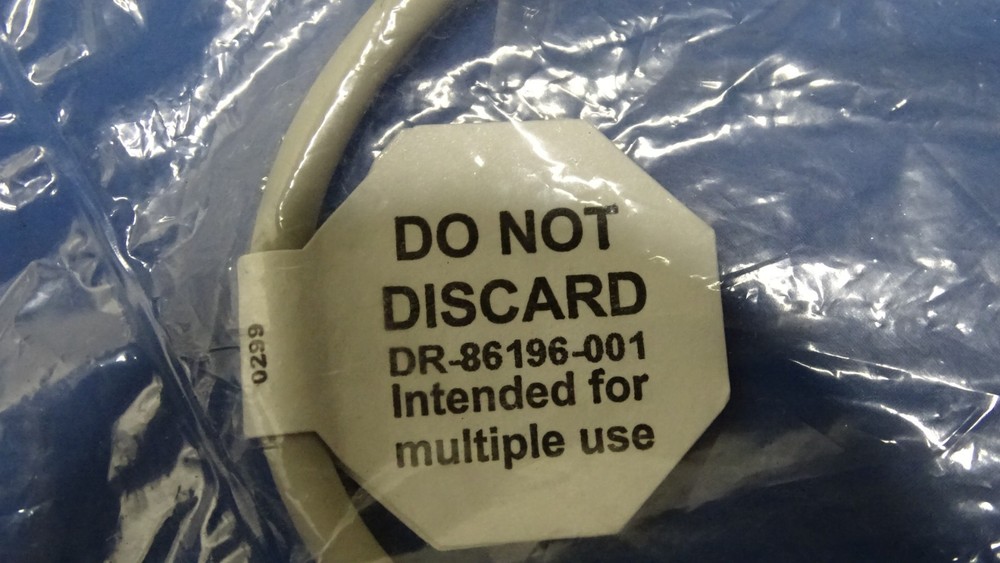 DO NOT
DISCARD
DR-86196-001
Intended for
multiple use
0299